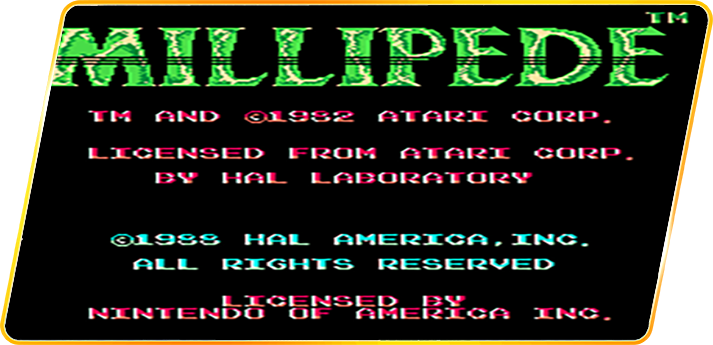 MILLIPEDE™
TM AND ©1982 ATARI CORP.
LICENSED FROM ATARI CORP.
BY HAL LABORATORY
©1988 HAL AMERICA,INC.
ALL RIGHTS RESERVED
LICENSED BY
NINTENDO OF AMERICA INC.